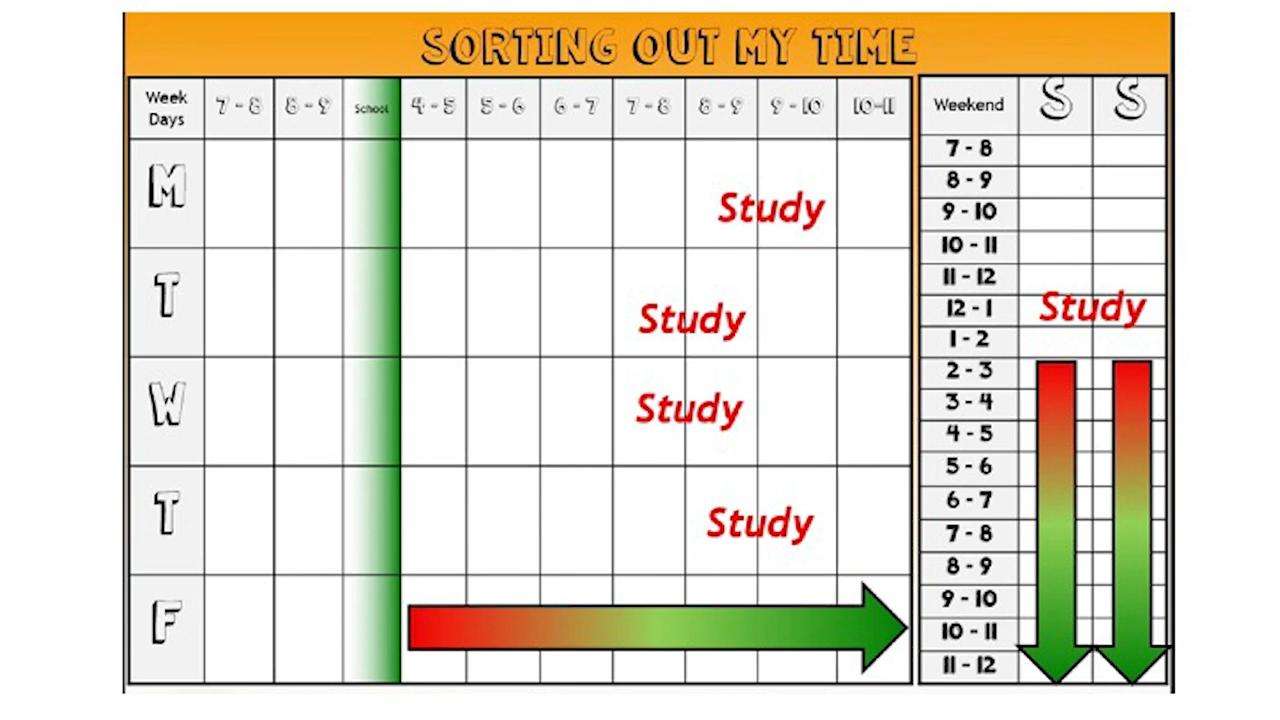 SORTING OUT MY TIME
Week Days 7 - 8 8 - 9 School 4 - 5 5 - 6 6 - 7 7 - 8 8 - 9 9 - 10 10-11
M Study
T Study
W Study
T Study
F
Weekend S S
7 - 8
8 - 9
9 - 10
10 - 11
11 - 12
12 - 1 Study
1 - 2
2 - 3
3 - 4
4 - 5
5 - 6
6 - 7
7 - 8
8 - 9
9 - 10
10 - 11
11 - 12